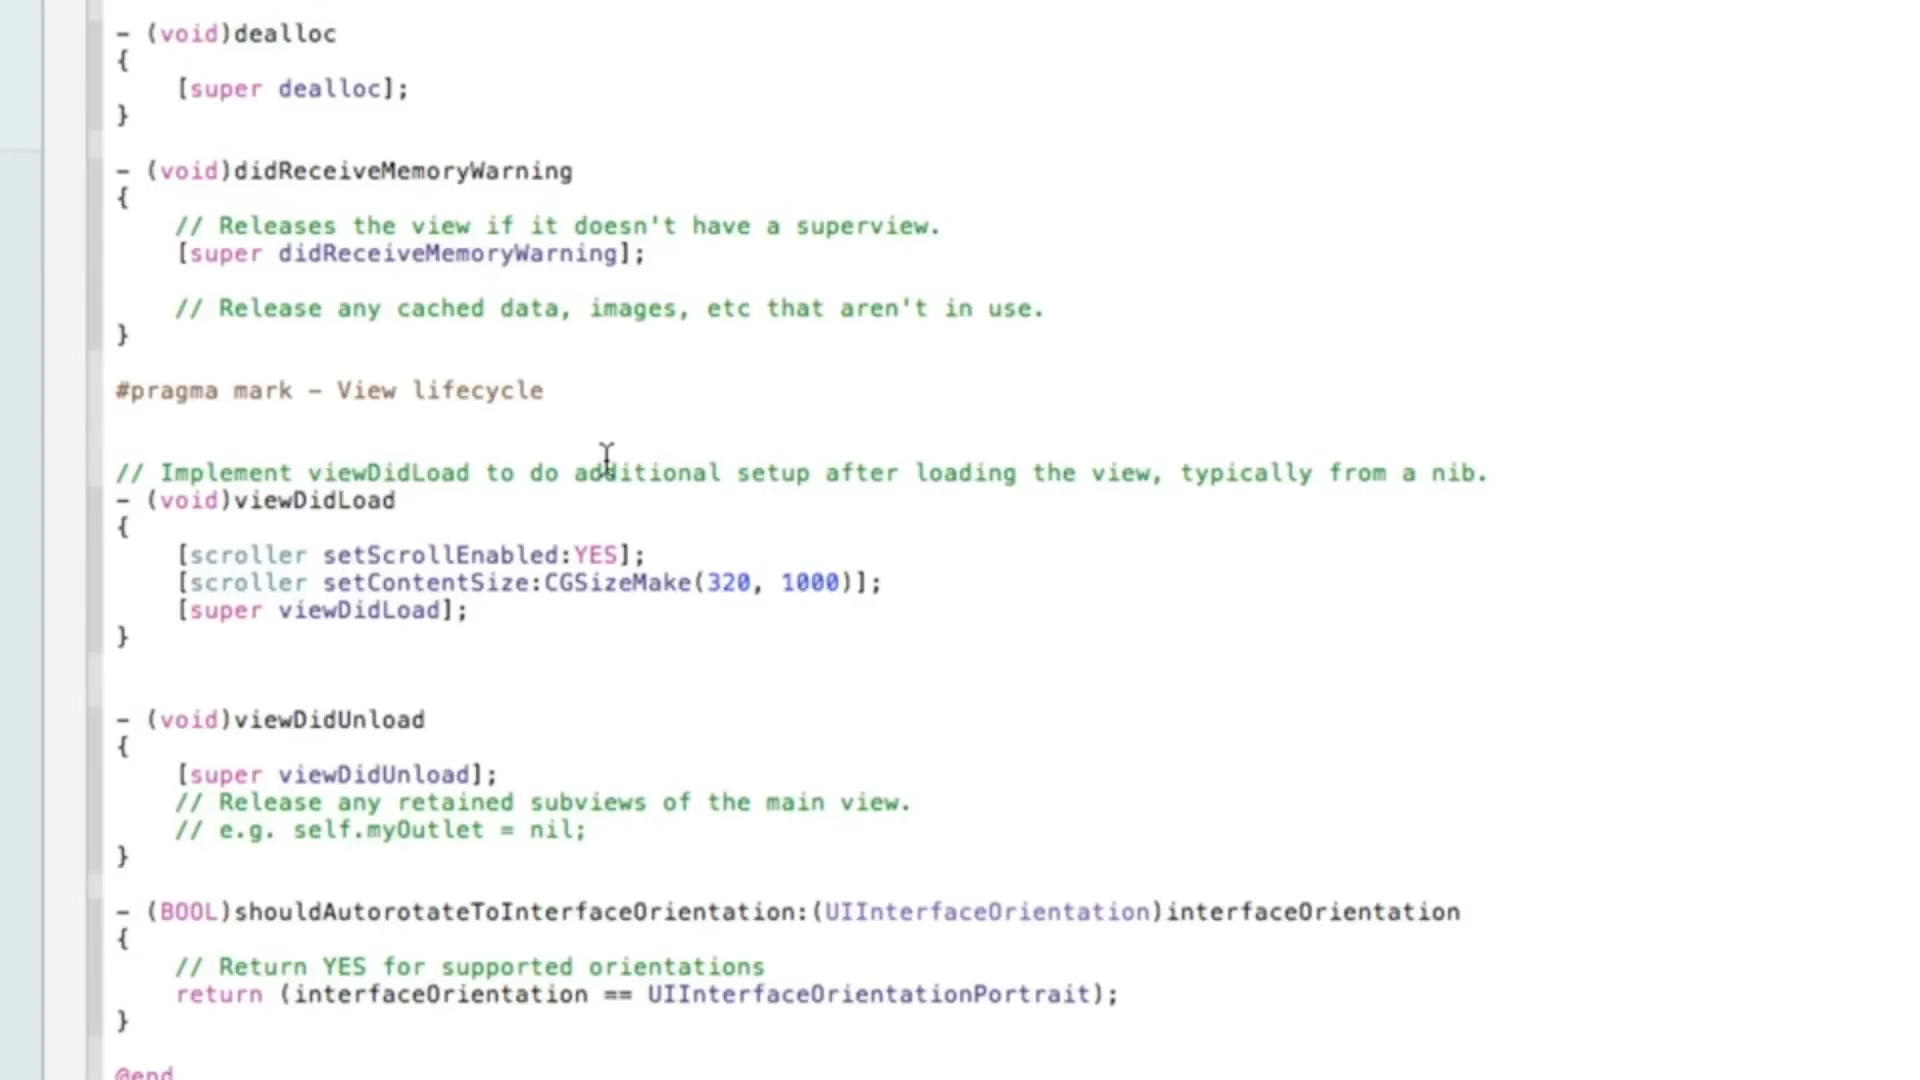 - (void)dealloc
{
    [super dealloc];
}
- (void)didReceiveMemoryWarning
{
    // Releases the view if it doesn't have a superview.
    [super didReceiveMemoryWarning];
    // Release any cached data, images, etc that aren't in use.
}
#pragma mark - View lifecycle
// Implement viewDidLoad to do additional setup after loading the view, typically from a nib.
- (void)viewDidLoad
{
    [scroller setScrollEnabled:YES];
    [scroller setContentSize:CGSizeMake(320, 1000)];
    [super viewDidLoad];
}
- (void)viewDidUnload
{
    [super viewDidUnload];
    // Release any retained subviews of the main view.
    // e.g. self.myOutlet = nil;
}
- (BOOL)shouldAutorotateToInterfaceOrientation:(UIInterfaceOrientation)interfaceOrientation
{
    // Return YES for supported orientations
    return (interfaceOrientation == UIInterfaceOrientationPortrait);
}
@end